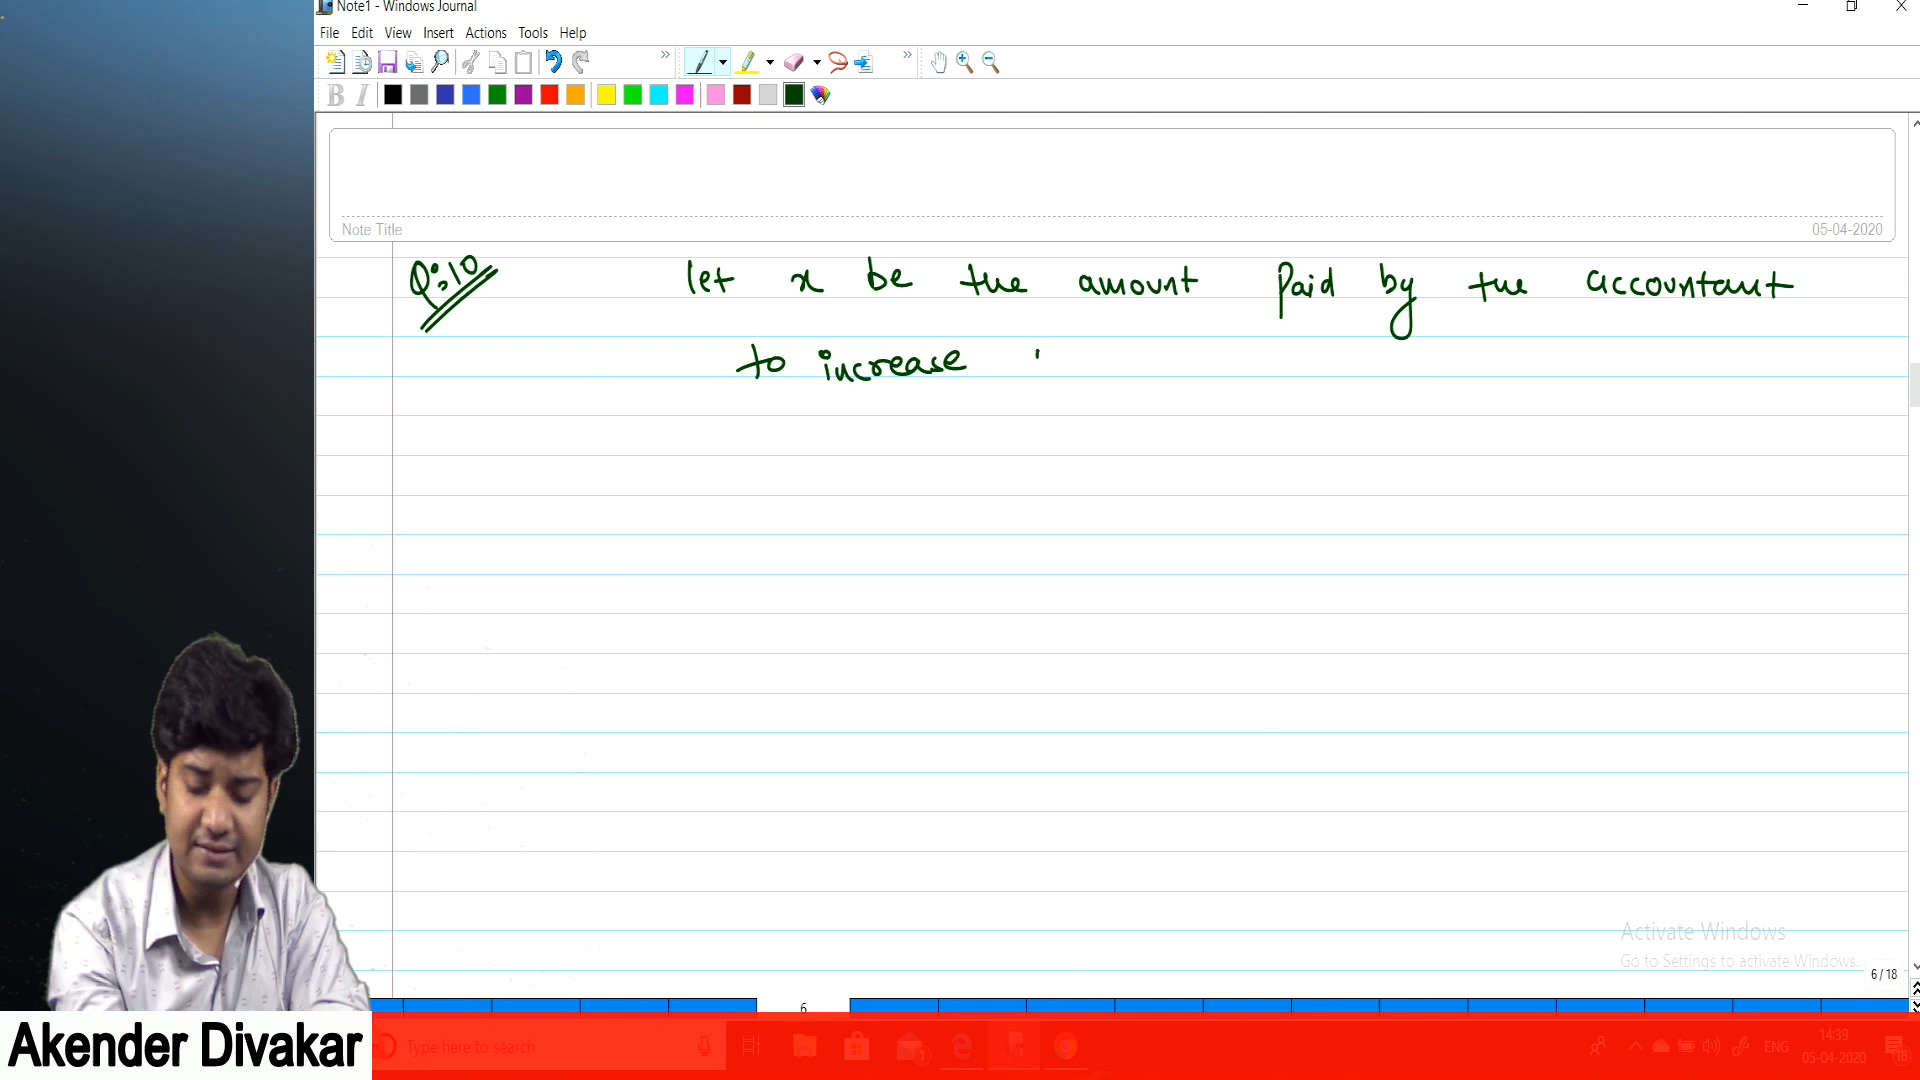 Note1 - Windows Journal
File Edit View Insert Actions Tools Help
B I
Note Title
05-04-2020
Q:10 let x be the amount Paid by the accountant
to increase
Activate Windows
Go to Settings to activate Windows.
6 / 18
6
Akender Divakar
Type here to search
1
ENG
14:39
05-04-2020
18